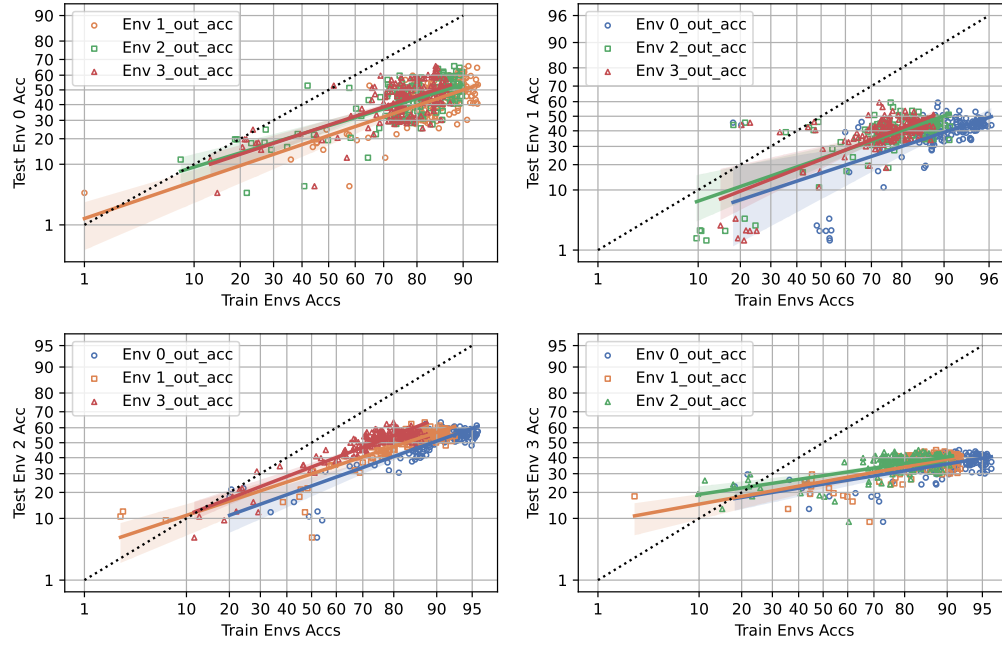 90
80
70
60
50
40
30
20
10
1
Test Env 0 Acc
Env 1_out_acc
Env 2_out_acc
Env 3_out_acc
1 10 20 30 40 50 60 70 80 90
Train Envs Accs
96
90
80
70
60
50
40
30
20
10
1
Test Env 1 Acc
Env 0_out_acc
Env 2_out_acc
Env 3_out_acc
1 10 20 30 40 50 60 70 80 90 96
Train Envs Accs
95
90
80
70
60
50
40
30
20
10
1
Test Env 2 Acc
Env 0_out_acc
Env 1_out_acc
Env 3_out_acc
1 10 20 30 40 50 60 70 80 90 95
Train Envs Accs
95
90
80
70
60
50
40
30
20
10
1
Test Env 3 Acc
Env 0_out_acc
Env 1_out_acc
Env 2_out_acc
1 10 20 30 40 50 60 70 80 90 95
Train Envs Accs